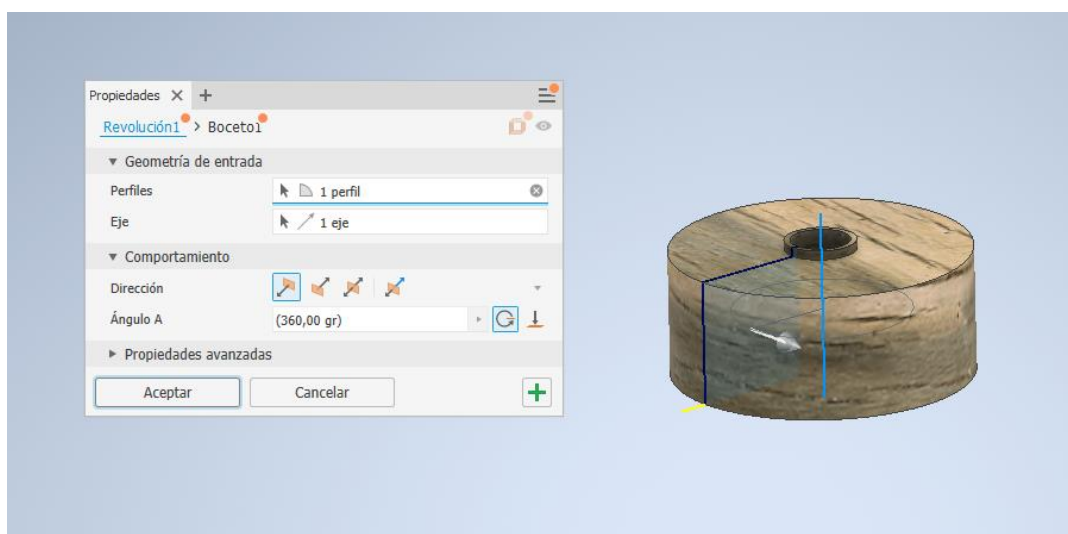 Propiedades
Revolución1 > Boceto1
Geometría de entrada
Perfiles 1 perfil
Eje 1 eje
Comportamiento
Dirección
Ángulo A (360,00 gr)
Propiedades avanzadas
Aceptar Cancelar